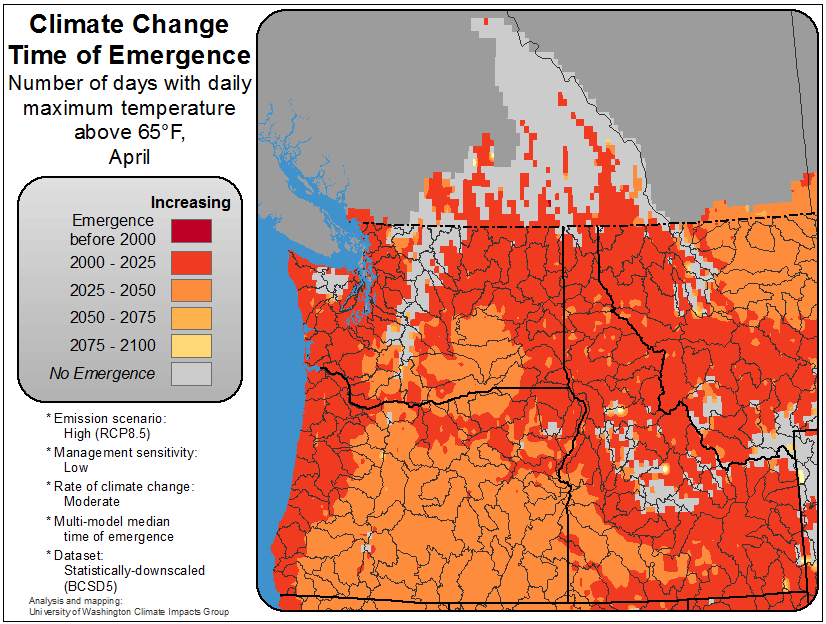 Climate Change
Time of Emergence
Number of days with daily
maximum temperature
above 65°F,
April
Increasing
Emergence
before 2000
2000 - 2025
2025 - 2050
2050 - 2075
2075 - 2100
No Emergence
* Emission scenario:
High (RCP8.5)
* Management sensitivity:
Low
* Rate of climate change:
Moderate
* Multi-model median
time of emergence
* Dataset:
Statistically-downscaled
(BCSD5)
Analysis and mapping:
University of Washington Climate Impacts Group